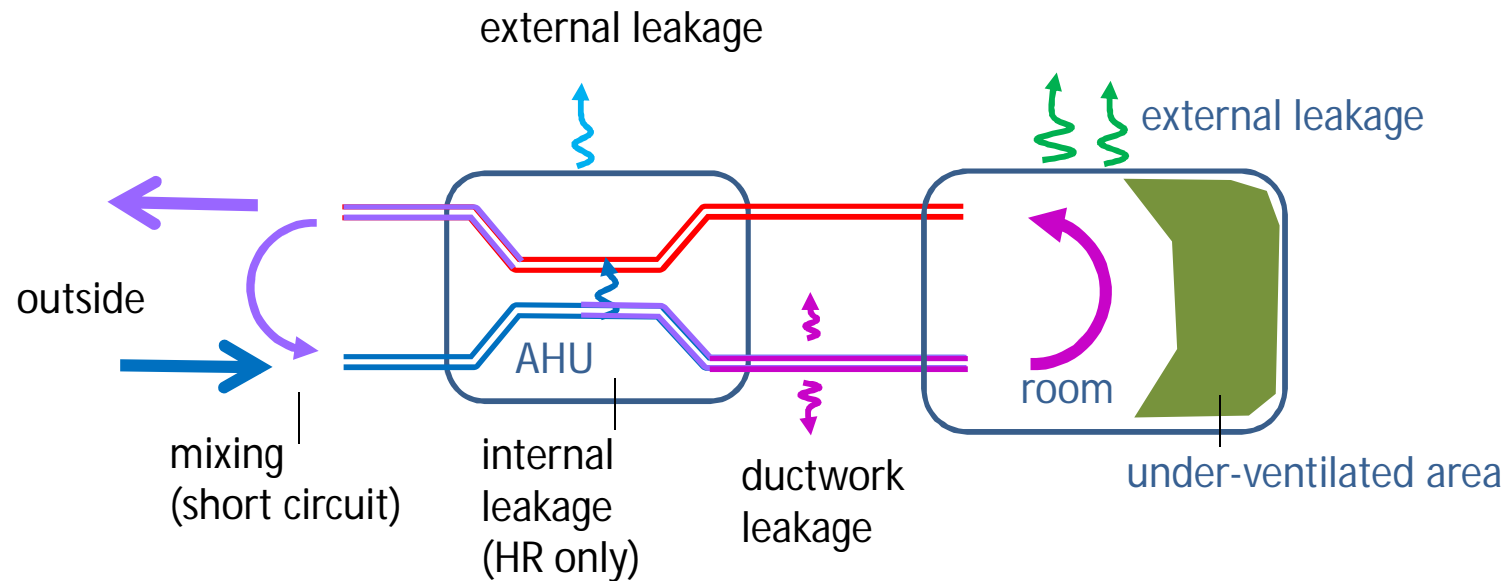 external leakage
external leakage
outside
AHU
room
mixing
(short circuit)
internal
leakage
(HR only)
ductwork
leakage
under-ventilated area